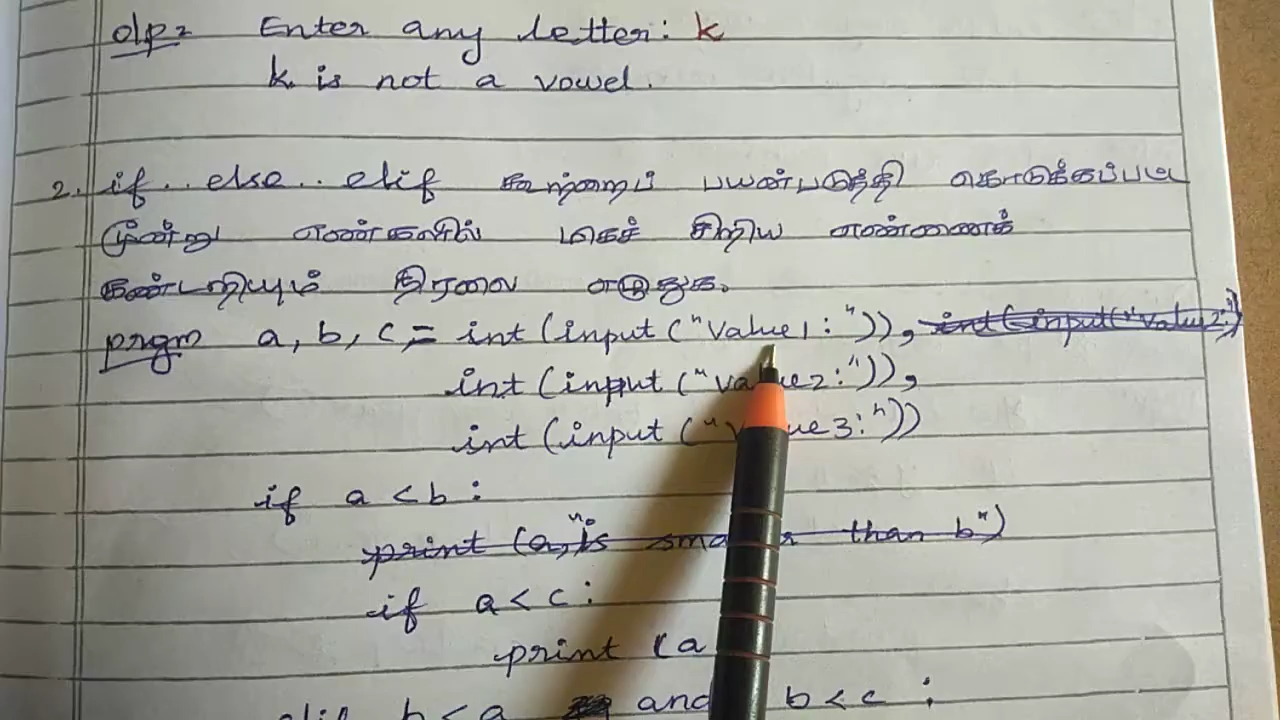 o/p: Enter any letter: k
k is not a vowel.
2. if..else..elif கூற்றைப் பயன்படுத்தி கொடுக்கப்பட்ட
மூன்று எண்களில் மிகச் சிறிய எண்ணைக்
கண்டறியும் நிரலை எழுதுக.
prgm a, b, c, = int (input ("Value1:")), int (input ("Value2:"))
int (input ("Value2:")),
int (input ("Value3:"))
if a < b :
print (a, "is smaller than b")
if a < c :
print (a
elif b < a and b < c :